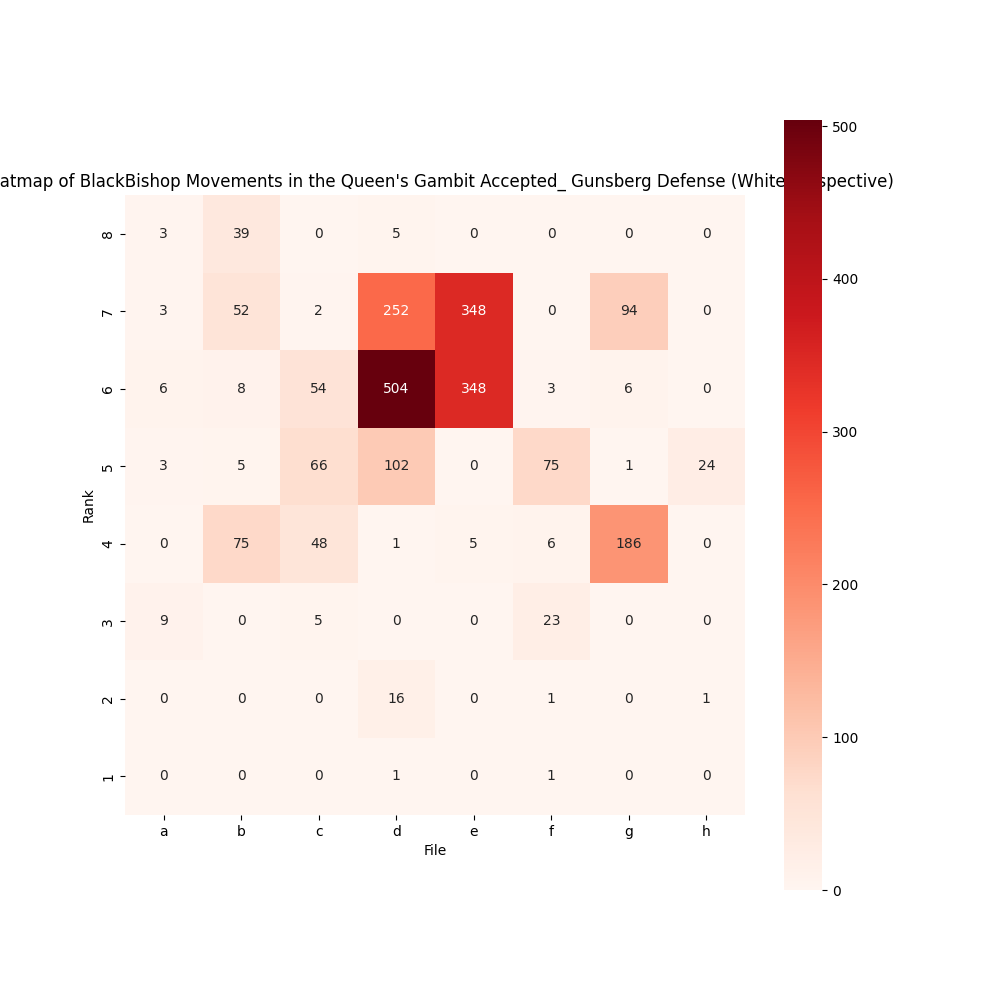 500
atmap of BlackBishop Movements in the Queen's Gambit Accepted_ Gunsberg Defense (White spective)
8 3 39 0 5 0 0 0 0
400
7 3 52 2 252 348 0 94 0
6 6 8 54 504 348 3 6 0
300
5 3 5 66 102 0 75 1 24
Rank
4 0 75 48 1 5 6 186 0
200
3 9 0 5 0 0 23 0 0
2 0 0 0 16 0 1 0 1
100
1 0 0 0 1 0 1 0 0
a b c d e f g h
File
0